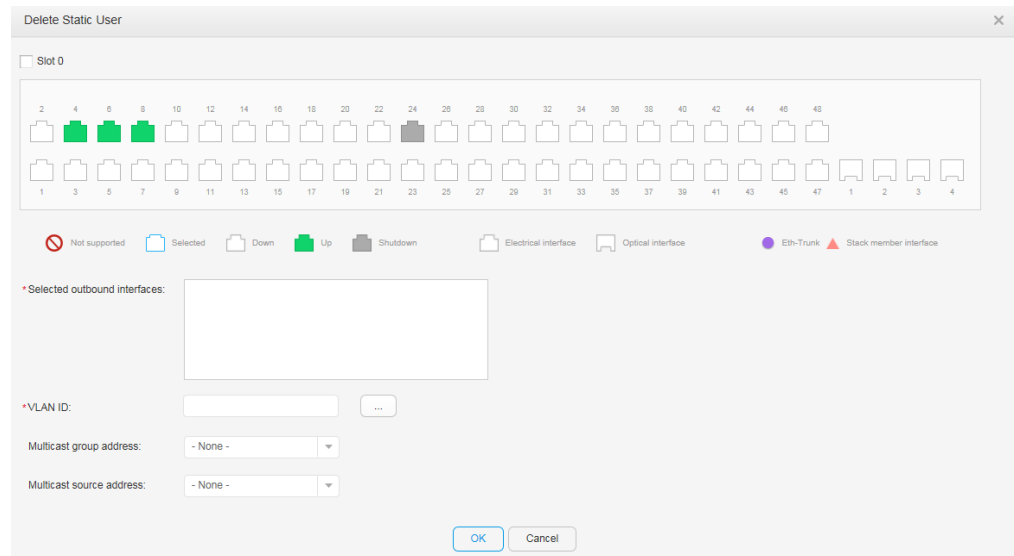 Delete Static User
Slot 0
2 4 6 8 10 12 14 16 18 20 22 24 26 28 30 32 34 36 38 40 42 44 46 48
1 3 5 7 9 11 13 15 17 19 21 23 25 27 29 31 33 35 37 39 41 43 45 47 1 2 3 4
Not supported Selected Down Up Shutdown Electrical interface Optical interface Eth-Trunk Stack member interface
*Selected outbound interfaces:
*VLAN ID: ...
Multicast group address: - None -
Multicast source address: - None -
OK Cancel